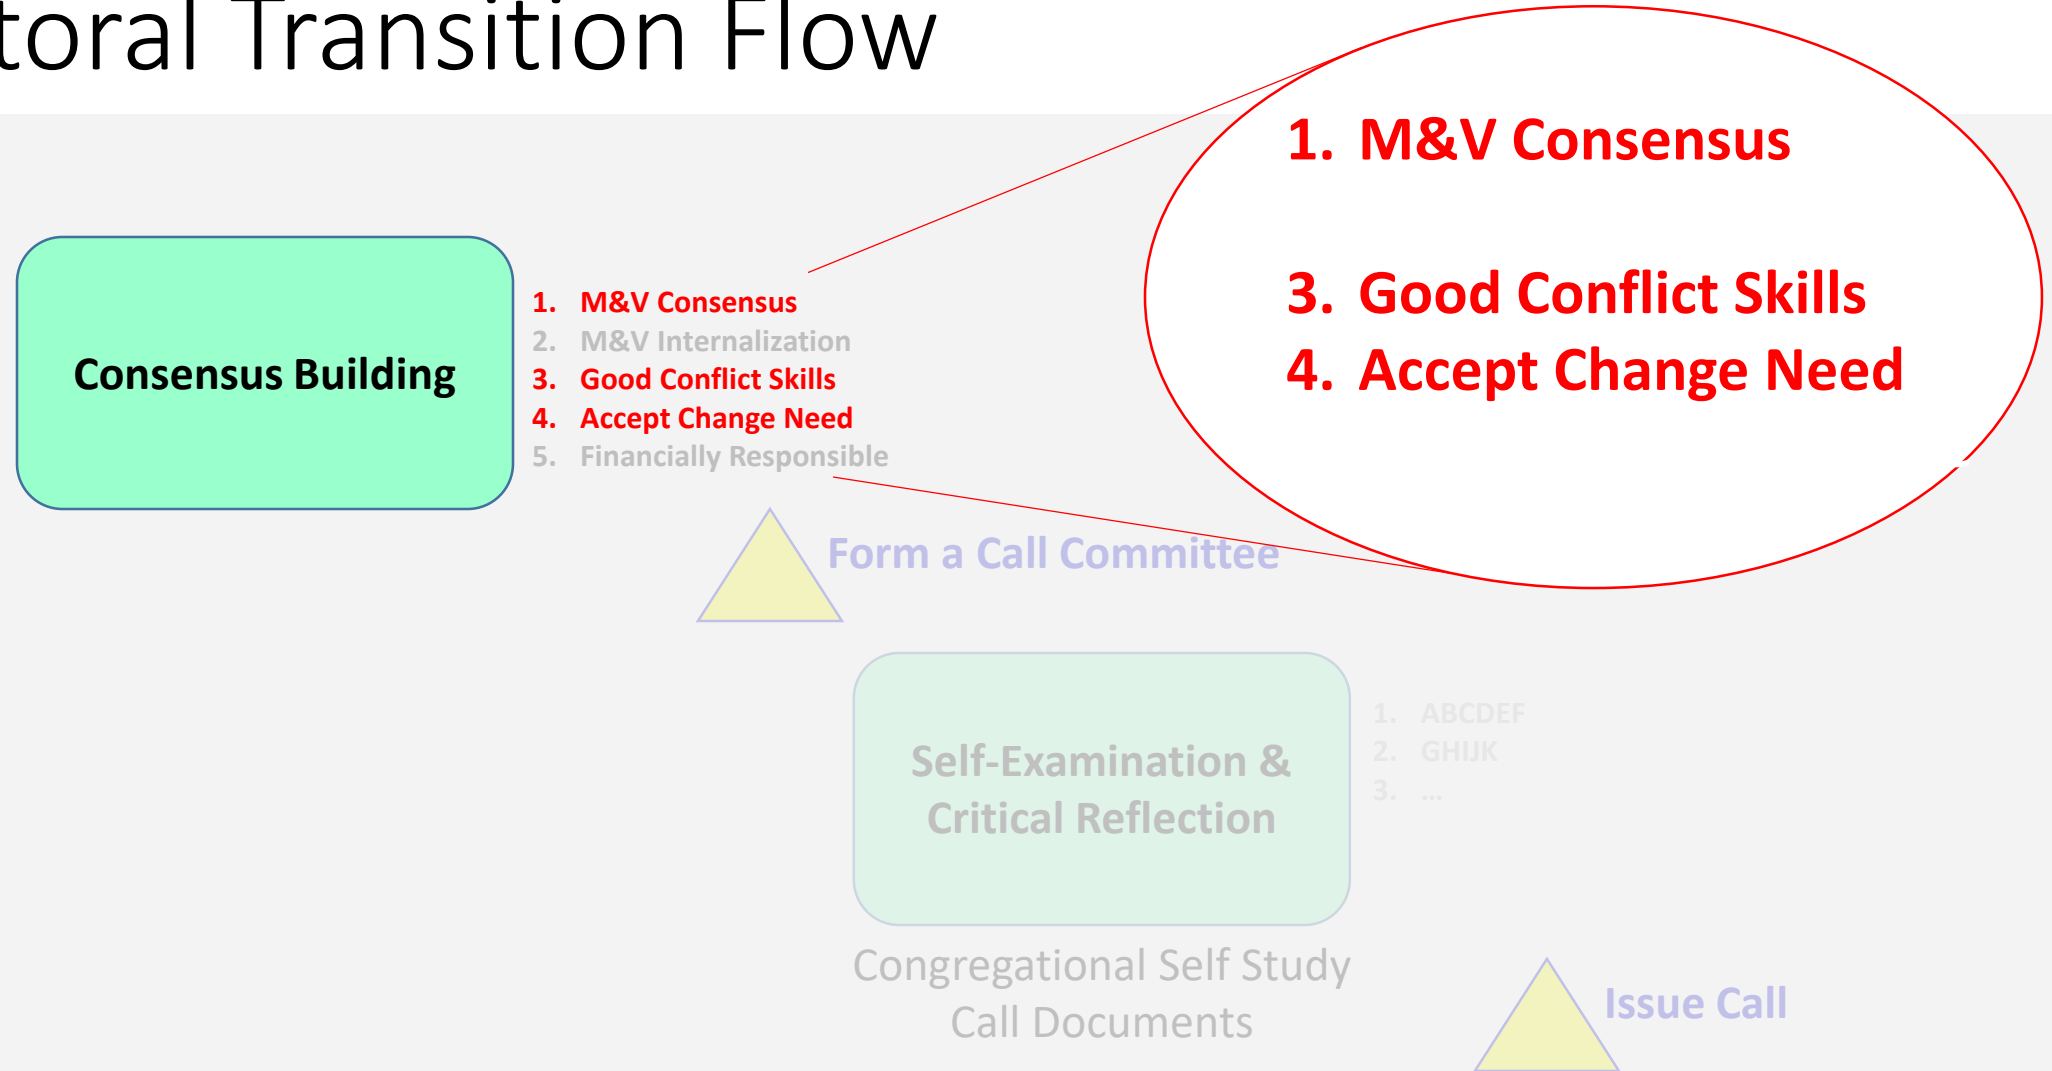 toral Transition Flow
1. M&V Consensus
3. Good Conflict Skills
4. Accept Change Need
Consensus Building
1. M&V Consensus
2. M&V Internalization
3. Good Conflict Skills
4. Accept Change Need
5. Financially Responsible
Form a Call Committee
Self-Examination &
Critical Reflection
1. ABCDEF
2. GHIJK
3. ...
Congregational Self Study
Call Documents
Issue Call